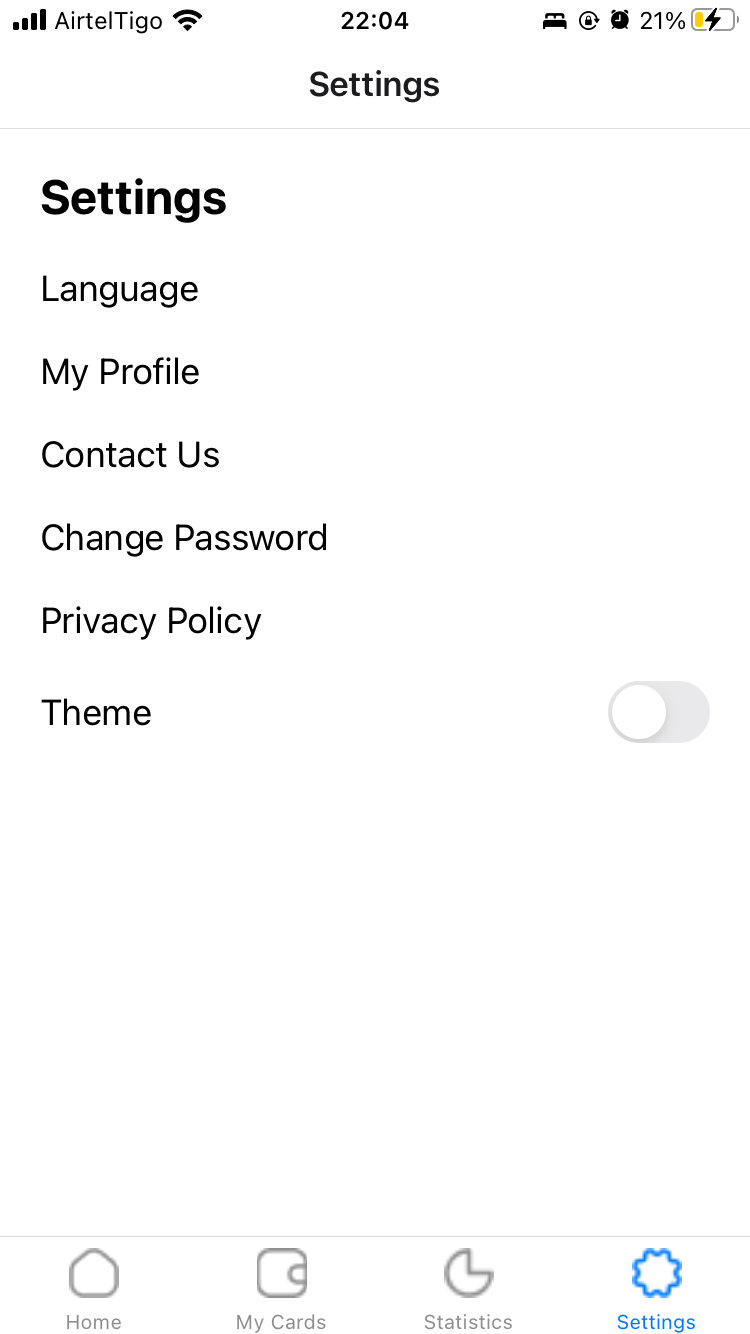 AirtelTigo 22:04 21%
Settings
Settings
Language
My Profile
Contact Us
Change Password
Privacy Policy
Theme
Home My Cards Statistics Settings